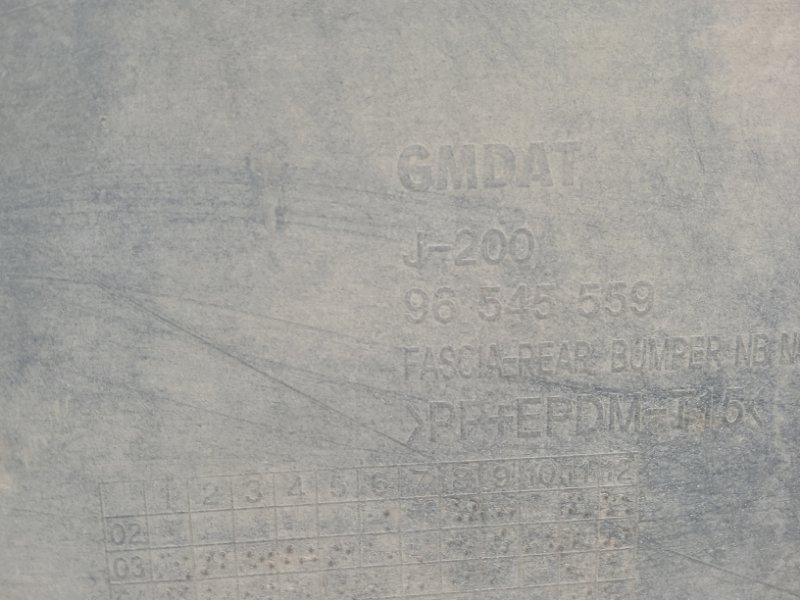 GMDAT
J-200
96 545 559
FASCIA-REAR BUMPER NB
>PP+EPDM-T15<
1 2 3 4 5 6 7 8 9 10 11 12
02
03